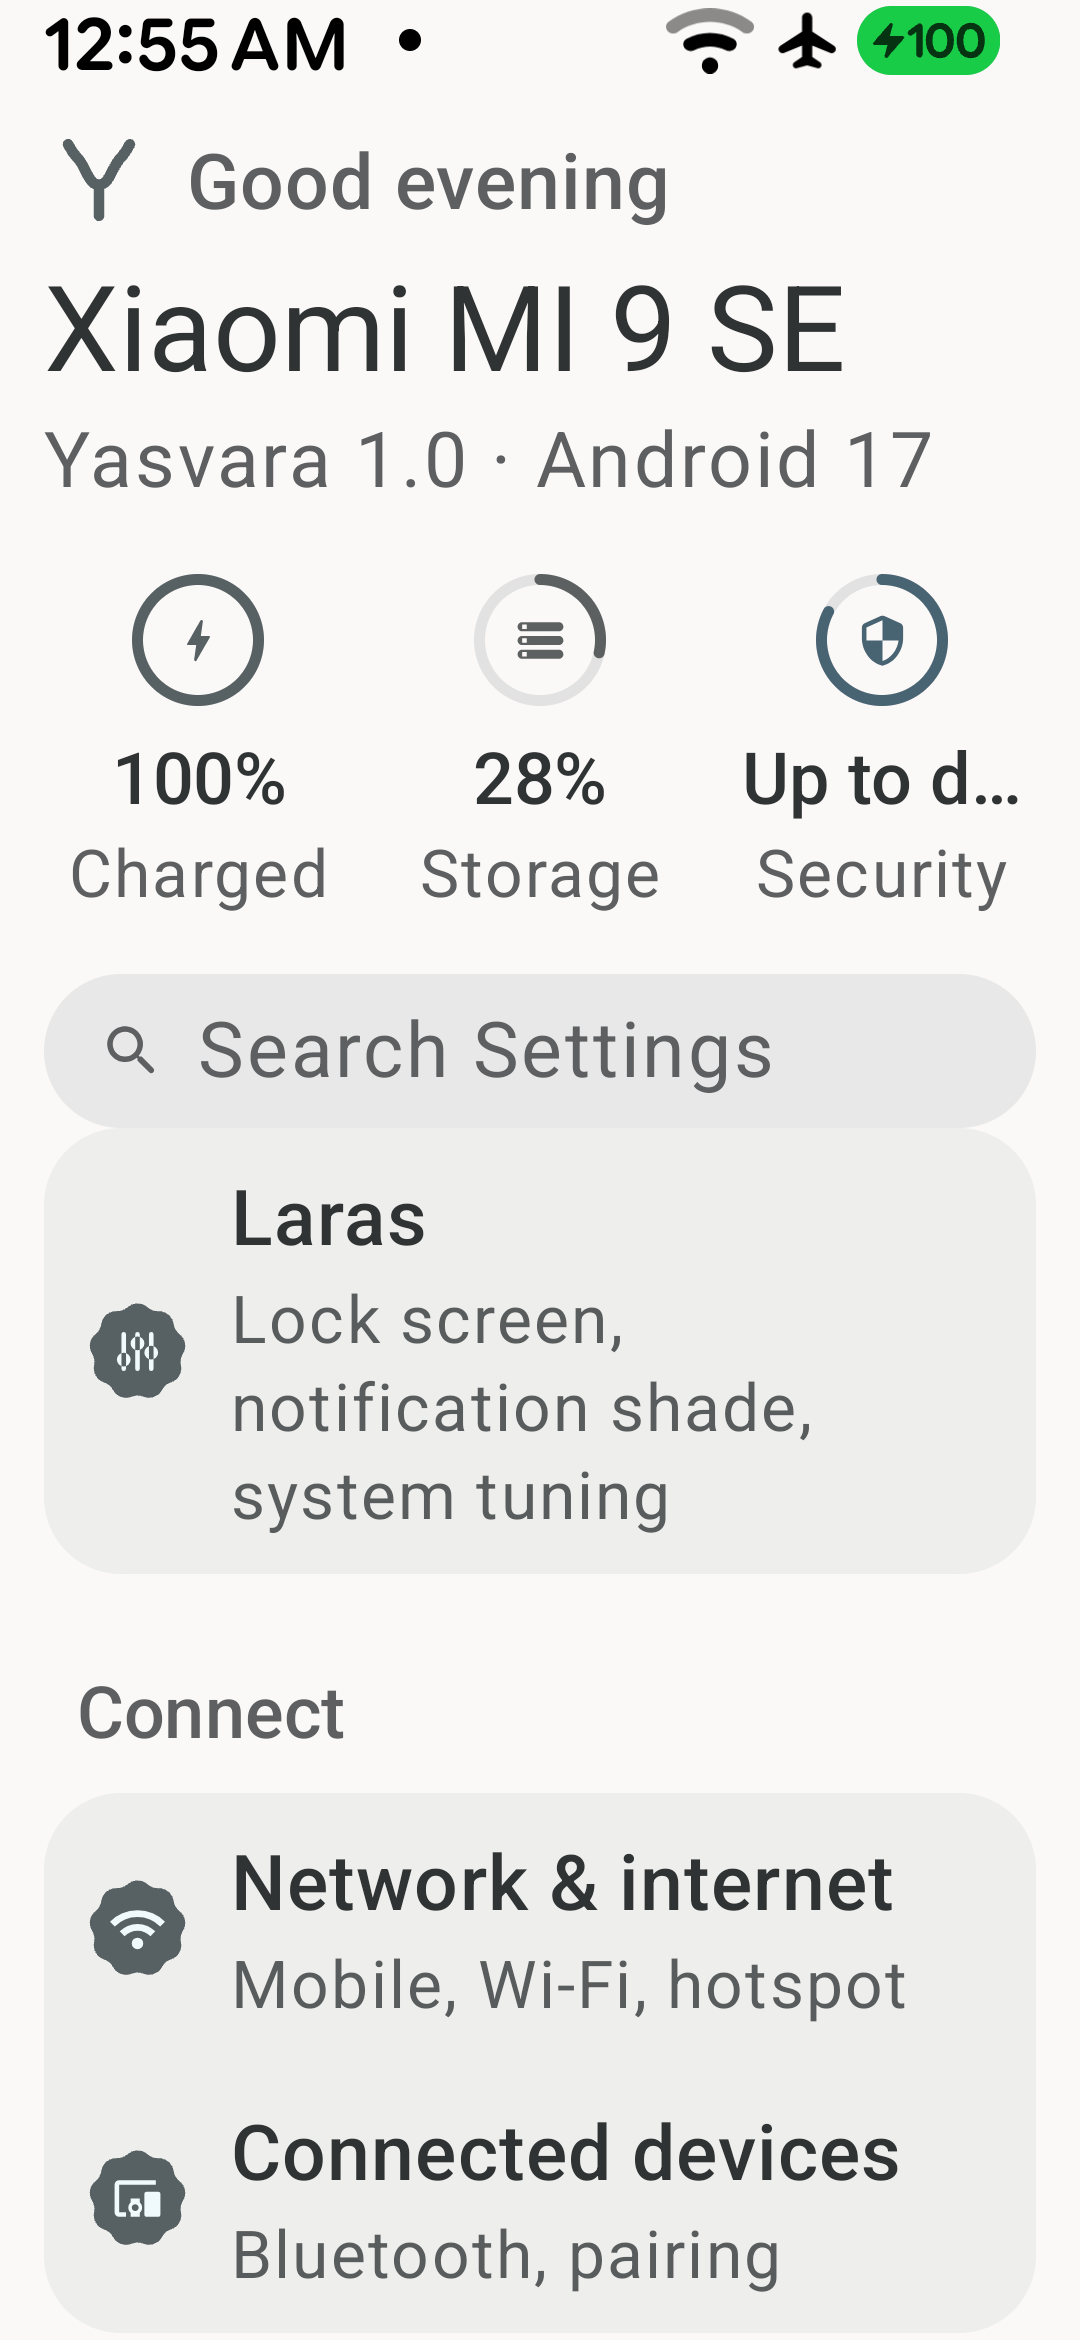 12:55 AM
100
Good evening
Xiaomi MI 9 SE
Yasvara 1.0 · Android 17
100%
28%
Up to d…
Charged
Storage
Security
Search Settings
Laras
Lock screen,
notification shade,
system tuning
Connect
Network & internet
Mobile, Wi-Fi, hotspot
Connected devices
Bluetooth, pairing